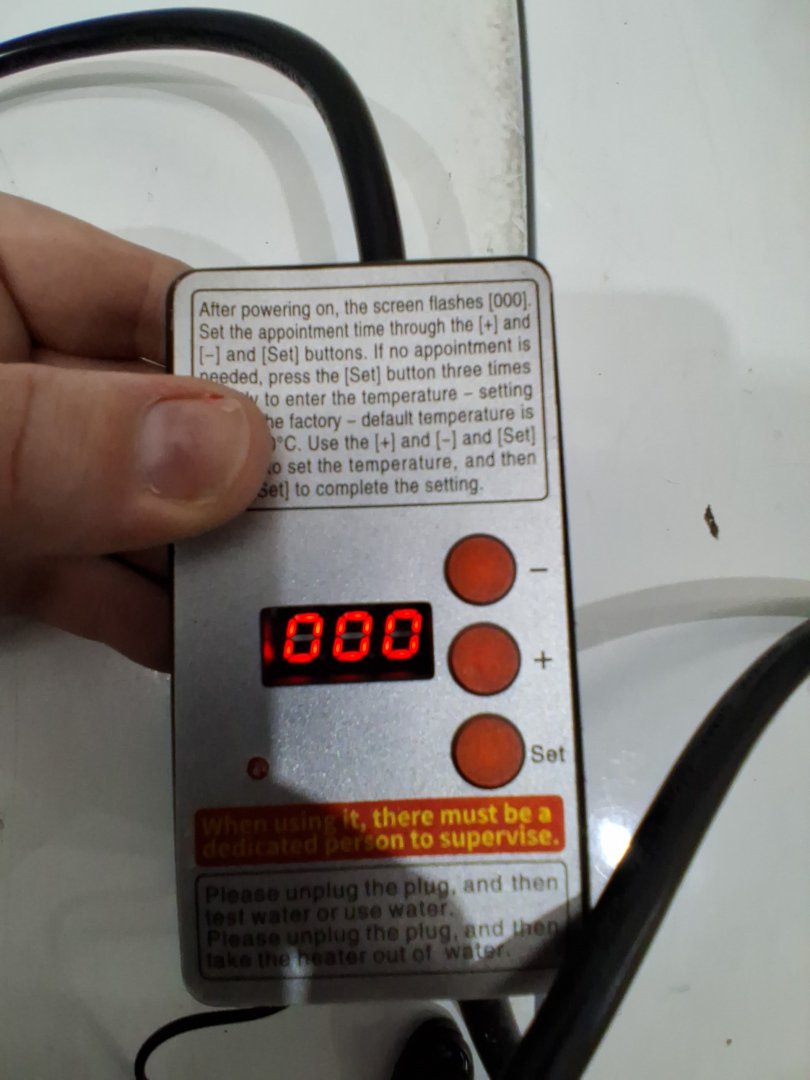 After powering on, the screen flashes [000].
Set the appointment time through the [+] and
[−] and [Set] buttons. If no appointment is
needed, press the [Set] button three times
to enter the temperature – setting
he factory – default temperature is
0°C. Use the [+] and [−] and [Set]
to set the temperature, and then
[Set] to complete the setting.
−
000
+
Set
When using it, there must be a
dedicated person to supervise.
Please unplug the plug, and then
test water or use water.
Please unplug the plug, and then
take the heater out of water.